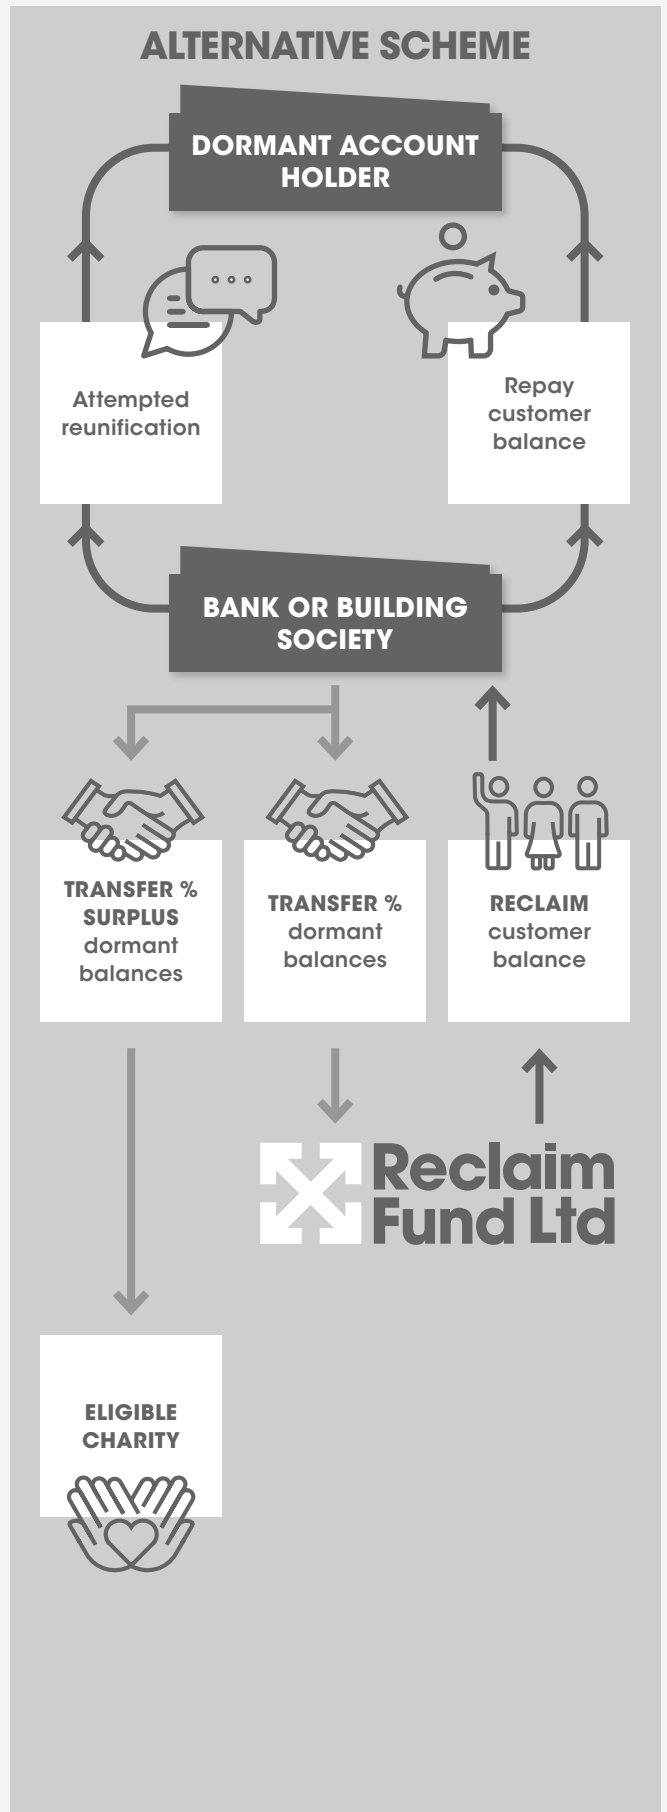 ALTERNATIVE SCHEME
DORMANT ACCOUNT
HOLDER
Attempted
reunification
Repay
customer
balance
BANK OR BUILDING
SOCIETY
TRANSFER %
SURPLUS
dormant
balances
TRANSFER %
dormant
balances
RECLAIM
customer
balance
Reclaim
Fund Ltd
ELIGIBLE
CHARITY